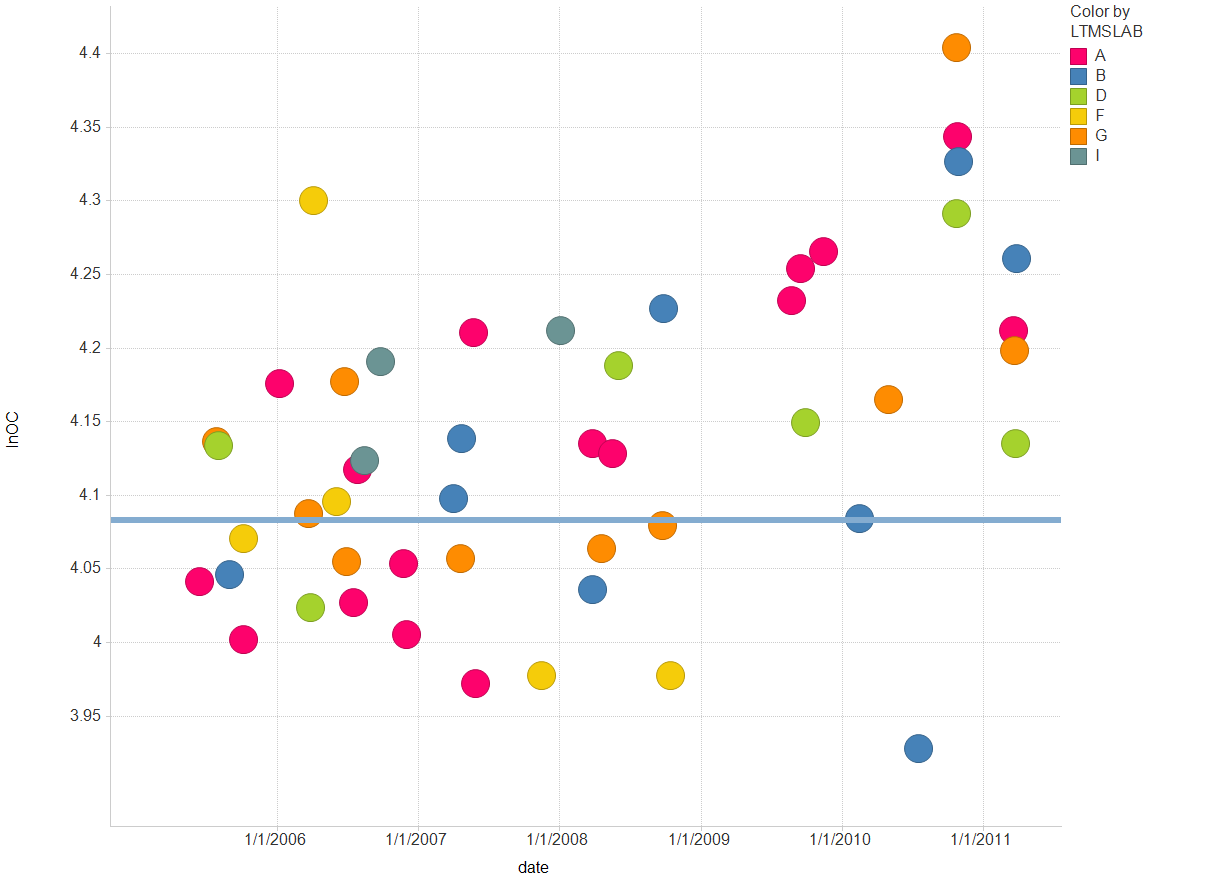 Color by
LTMSLAB
A
B
D
F
G
I
4.4
4.35
4.3
4.25
4.2
4.15
4.1
4.05
4
3.95
lnOC
1/1/2006
1/1/2007
1/1/2008
1/1/2009
1/1/2010
1/1/2011
date